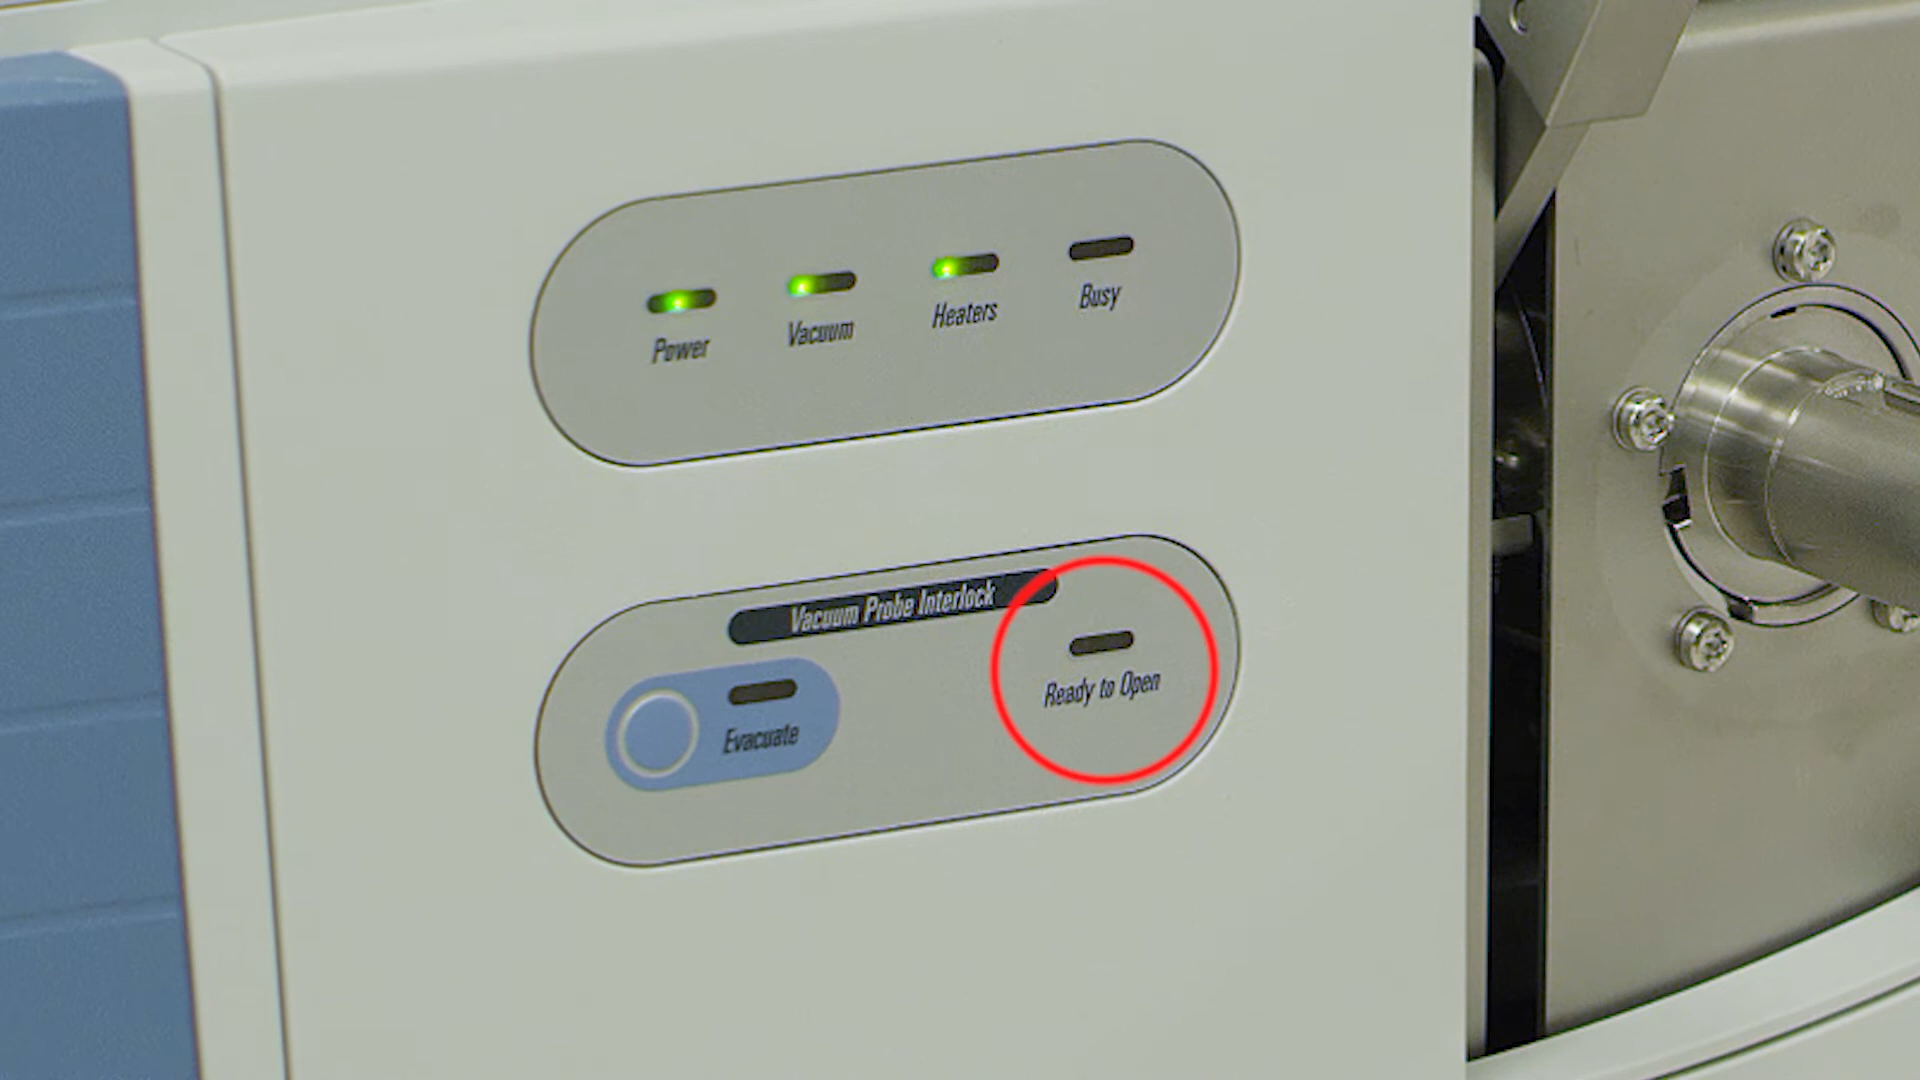 Power
Vacuum
Heaters
Busy
Vacuum Probe Interlock
Evacuate
Ready to Open